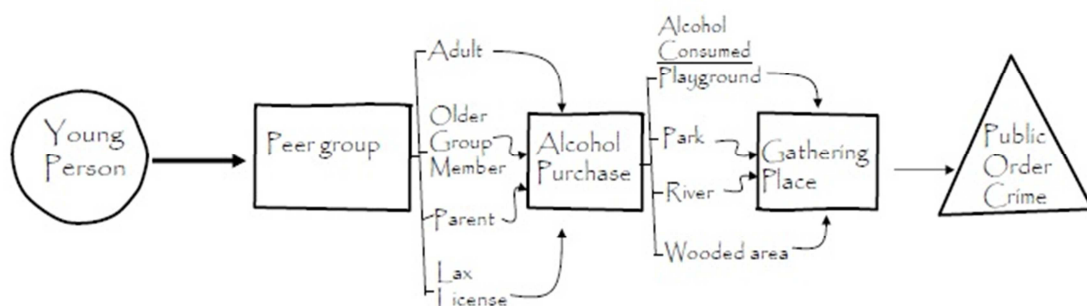 Young
Person
Peer group
Adult
Older
Group
Member
Parent
Lax
License
Alcohol
Purchase
Alcohol
Consumed
Playground
Park
River
Wooded area
Gathering
Place
Public
Order
Crime